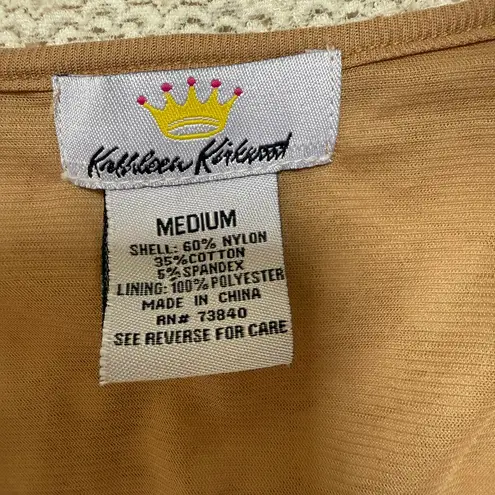 Kathleen Kirkwood
MEDIUM
SHELL: 60% NYLON
35%COTTON
5% SPANDEX
LINING: 100% POLYESTER
MADE IN CHINA
RN# 73840
SEE REVERSE FOR CARE